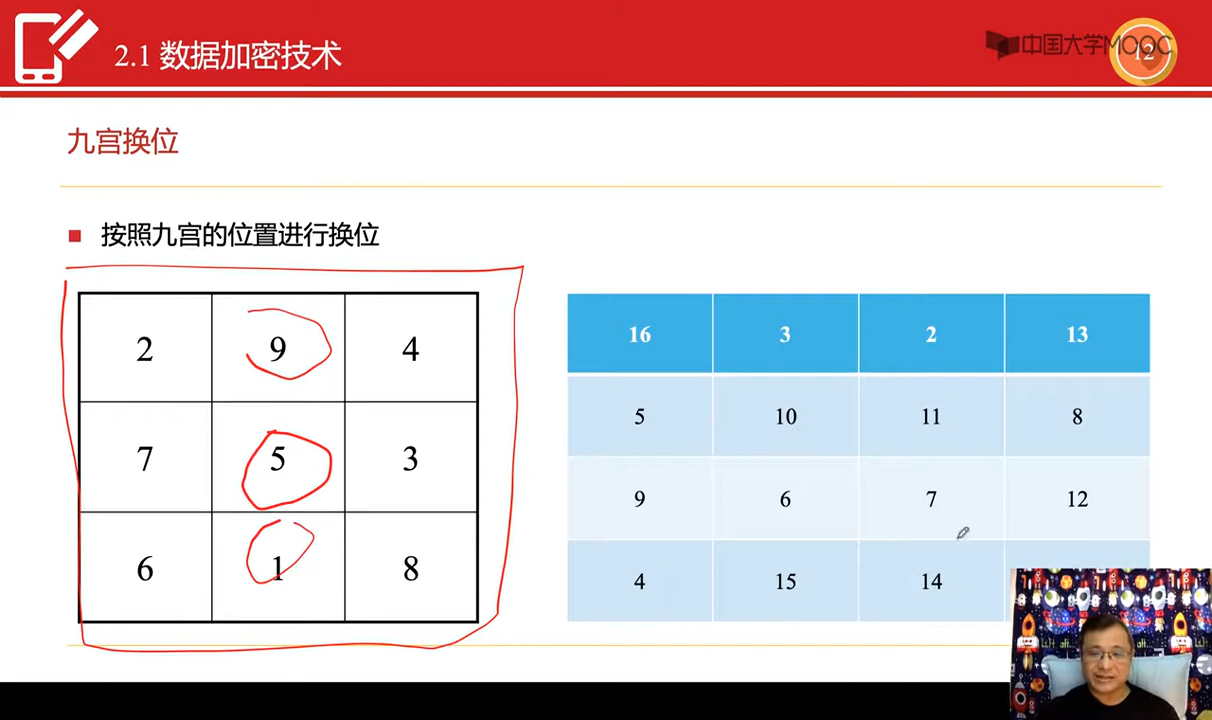 2.1 数据加密技术
中国大学MOOC
12
九宫换位
按照九宫的位置进行换位
2 9 4
7 5 3
6 1 8
16 3 2 13
5 10 11 8
9 6 7 12
4 15 14